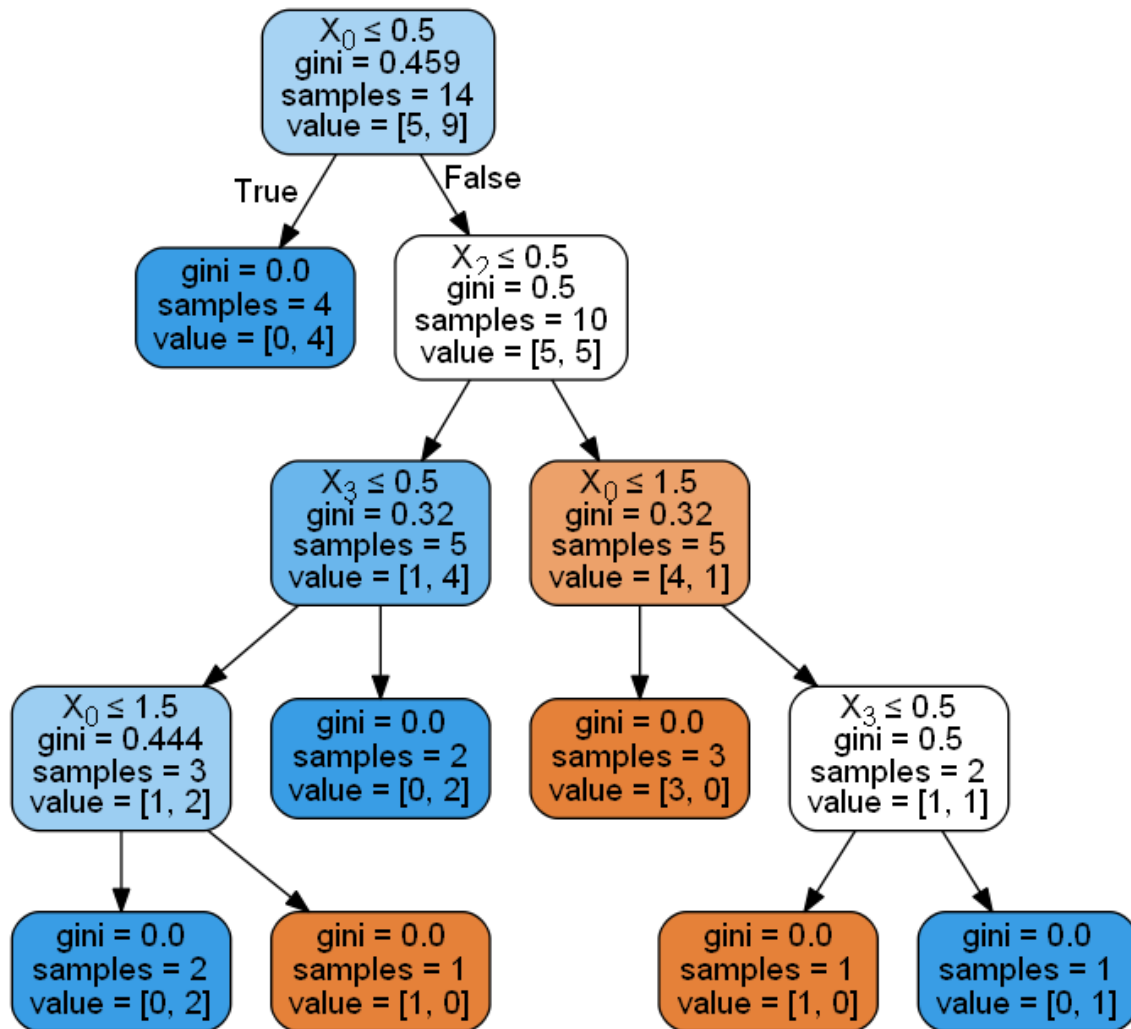 X₀ ≤ 0.5
gini = 0.459
samples = 14
value = [5, 9]
True
False
gini = 0.0
samples = 4
value = [0, 4]
X₂ ≤ 0.5
gini = 0.5
samples = 10
value = [5, 5]
X₃ ≤ 0.5
gini = 0.32
samples = 5
value = [1, 4]
X₀ ≤ 1.5
gini = 0.32
samples = 5
value = [4, 1]
X₀ ≤ 1.5
gini = 0.444
samples = 3
value = [1, 2]
gini = 0.0
samples = 2
value = [0, 2]
gini = 0.0
samples = 3
value = [3, 0]
X₃ ≤ 0.5
gini = 0.5
samples = 2
value = [1, 1]
gini = 0.0
samples = 2
value = [0, 2]
gini = 0.0
samples = 1
value = [1, 0]
gini = 0.0
samples = 1
value = [1, 0]
gini = 0.0
samples = 1
value = [0, 1]